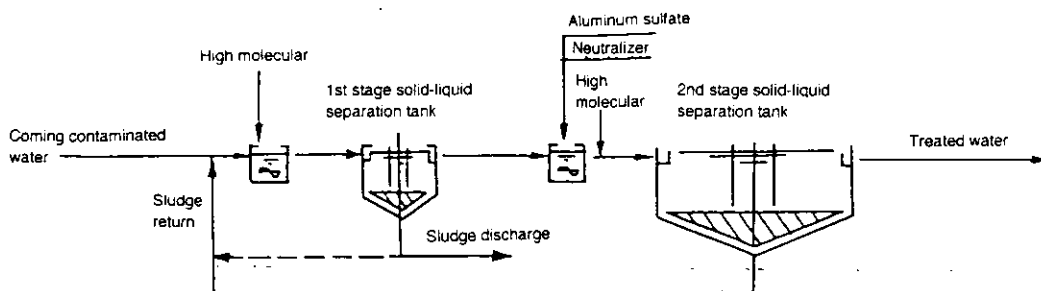 Aluminum sulfate
Neutralizer
High molecular
High
molecular
1st stage solid-liquid
separation tank
2nd stage solid-liquid
separation tank
Coming contaminated
water
Treated water
Sludge
return
Sludge discharge